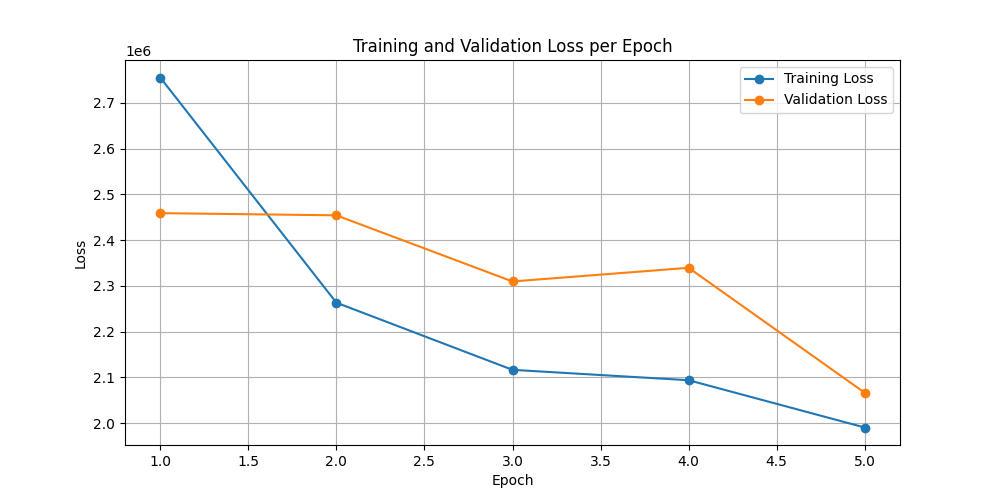 Training and Validation Loss per Epoch
1e6
Training Loss
Validation Loss
2.7
2.6
2.5
2.4
2.3
2.2
2.1
2.0
Loss
1.0 1.5 2.0 2.5 3.0 3.5 4.0 4.5 5.0
Epoch